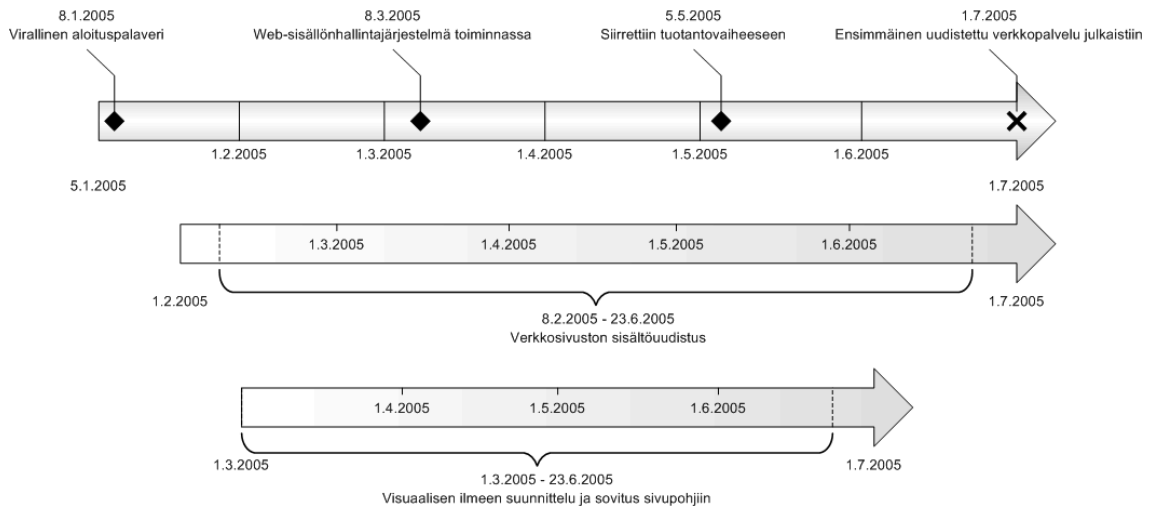 8.1.2005
Virallinen aloituspalaveri
8.3.2005
Web-sisällönhallintajärjestelmä toiminnassa
5.5.2005
Siirrettiin tuotantovaiheeseen
1.7.2005
Ensimmäinen uudistettu verkkopalvelu julkaistiin
1.2.2005
1.3.2005
1.4.2005
1.5.2005
1.6.2005
5.1.2005
1.7.2005
1.3.2005
1.4.2005
1.5.2005
1.6.2005
1.2.2005
1.7.2005
8.2.2005 - 23.6.2005
Verkkosivuston sisältöuudistus
1.4.2005
1.5.2005
1.6.2005
1.3.2005
1.7.2005
1.3.2005 - 23.6.2005
Visuaalisen ilmeen suunnittelu ja sovitus sivupohjiin